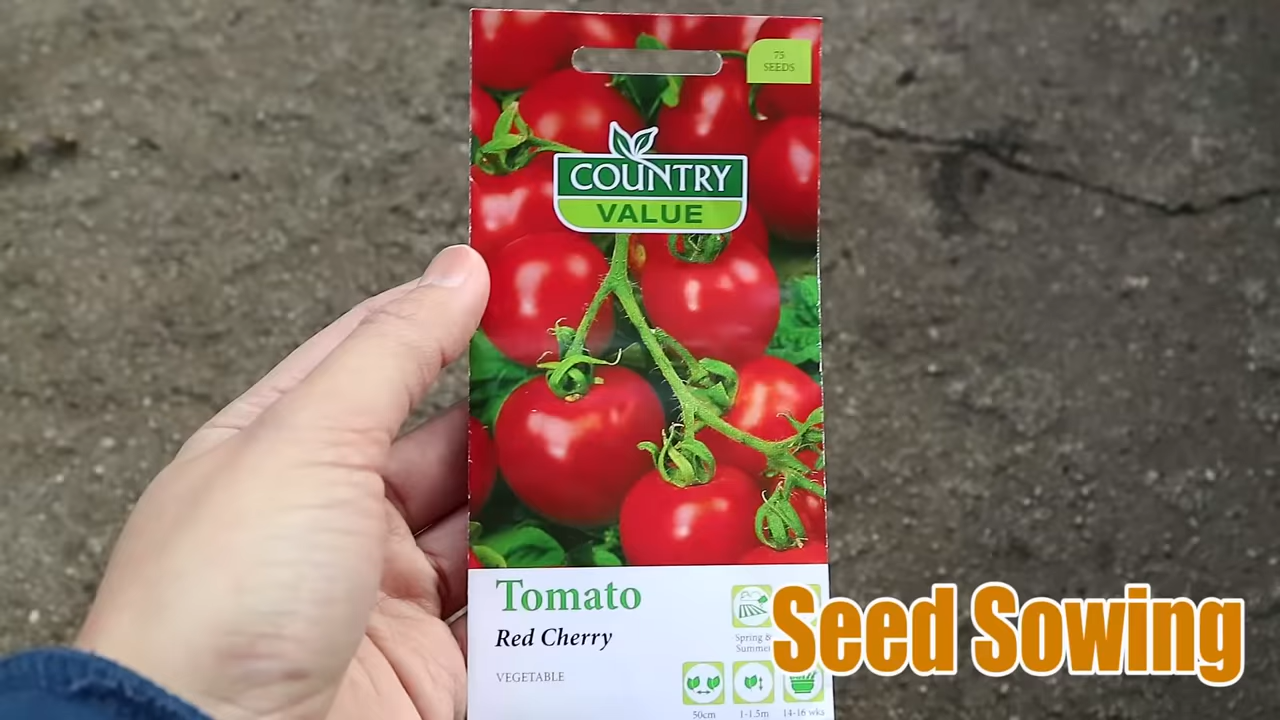 75
SEEDS
COUNTRY
VALUE
Tomato
Red Cherry
VEGETABLE
Spring &
Summer
Seed Sowing
50cm
1-1.5m
14-16 wks